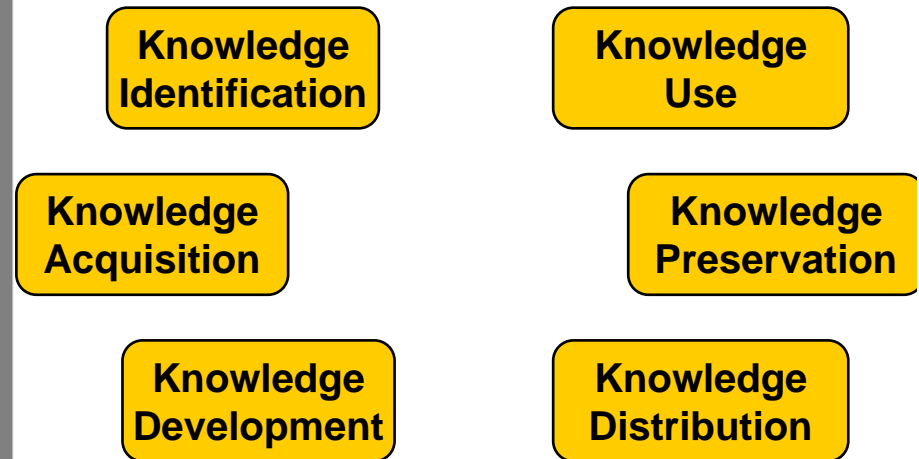 Knowledge
Identification
Knowledge
Use
Knowledge
Acquisition
Knowledge
Preservation
Knowledge
Development
Knowledge
Distribution